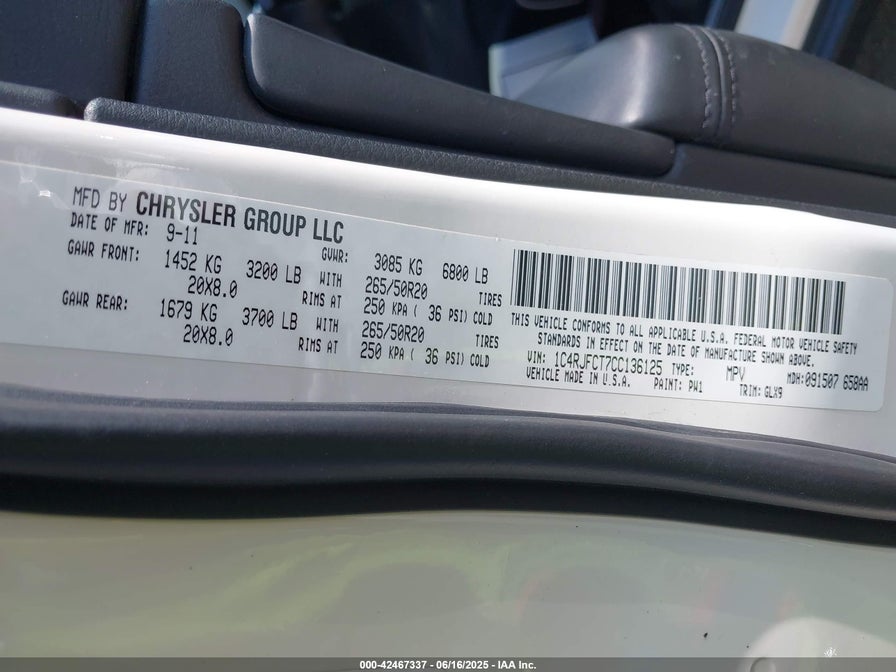 MFD BY CHRYSLER GROUP LLC
DATE OF MFR: 9-11 GVWR: 3085 KG 6800 LB
GAWR FRONT: 1452 KG 3200 LB WITH 265/50R20 TIRES
20X8.0 RIMS AT 250 KPA ( 36 PSI) COLD
GAWR REAR: 1679 KG 3700 LB WITH 265/50R20 TIRES
20X8.0 RIMS AT 250 KPA ( 36 PSI) COLD
THIS VEHICLE CONFORMS TO ALL APPLICABLE U.S.A. FEDERAL MOTOR VEHICLE SAFETY
STANDARDS IN EFFECT ON THE DATE OF MANUFACTURE SHOWN ABOVE.
VIN: 1C4RJFCT7CC136125 TYPE: MPV MDH:091507 658AA
VEHICLE MADE IN U.S.A. PAINT: PW1 TRIM: GLX9
000-42467337 - 06/16/2025 - IAA Inc.